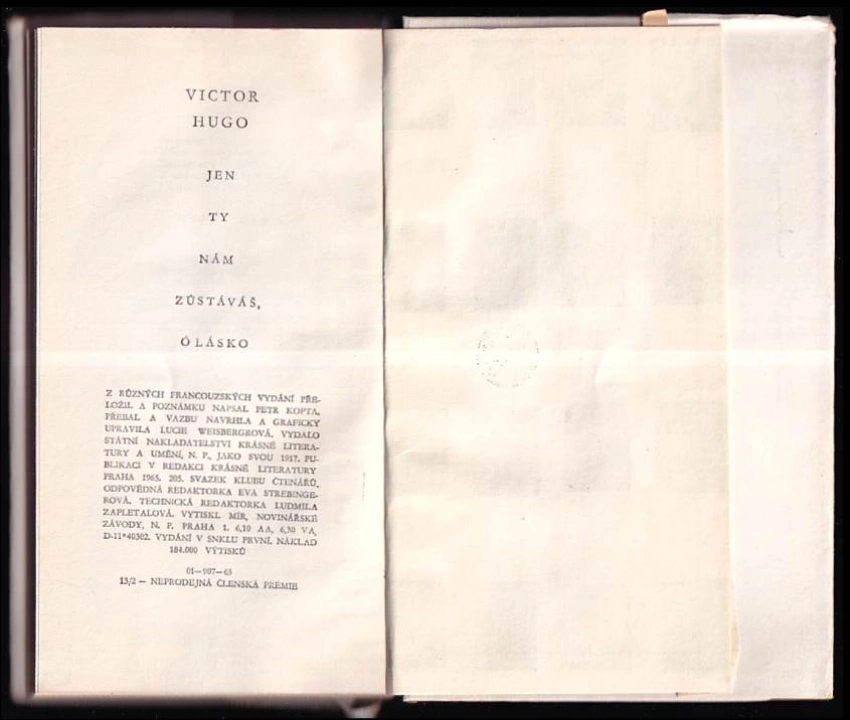 VICTOR
HUGO
JEN
TY
NÁM
ZŮSTÁVÁŠ,
Ó LÁSKO
Z RŮZNÝCH FRANCOUZSKÝCH VYDÁNÍ PŘE-
LOŽIL A POZNÁMKU NAPSAL PETR KOPTA.
PŘEBAL A VAZBU NAVRHLA A GRAFICKY
UPRAVILA LUCIE WEISBERGROVÁ. VYDALO
STÁTNÍ NAKLADATELSTVÍ KRÁSNÉ LITERA-
TURY A UMĚNÍ, N. P., JAKO SVOU 1917. PU-
BLIKACI V REDAKCI KRÁSNÉ LITERATURY
PRAHA 1965. 205. SVAZEK KLUBU ČTENÁŘŮ,
ODPOVĚDNÁ REDAKTORKA EVA STREBINGE-
ROVÁ. TECHNICKÁ REDAKTORKA LUDMILA
ZAPLETALOVÁ. VYTISKL MÍR, NOVINÁŘSKÉ
ZÁVODY, N. P. PRAHA 1. 6,10 AA, 6,30 VA,
D-11*40302. VYDÁNÍ V SNKLU PRVNÍ. NÁKLAD
184.000 VÝTISKŮ
01—907—65
13/2 — NEPRODEJNÁ ČLENSKÁ PRÉMIE